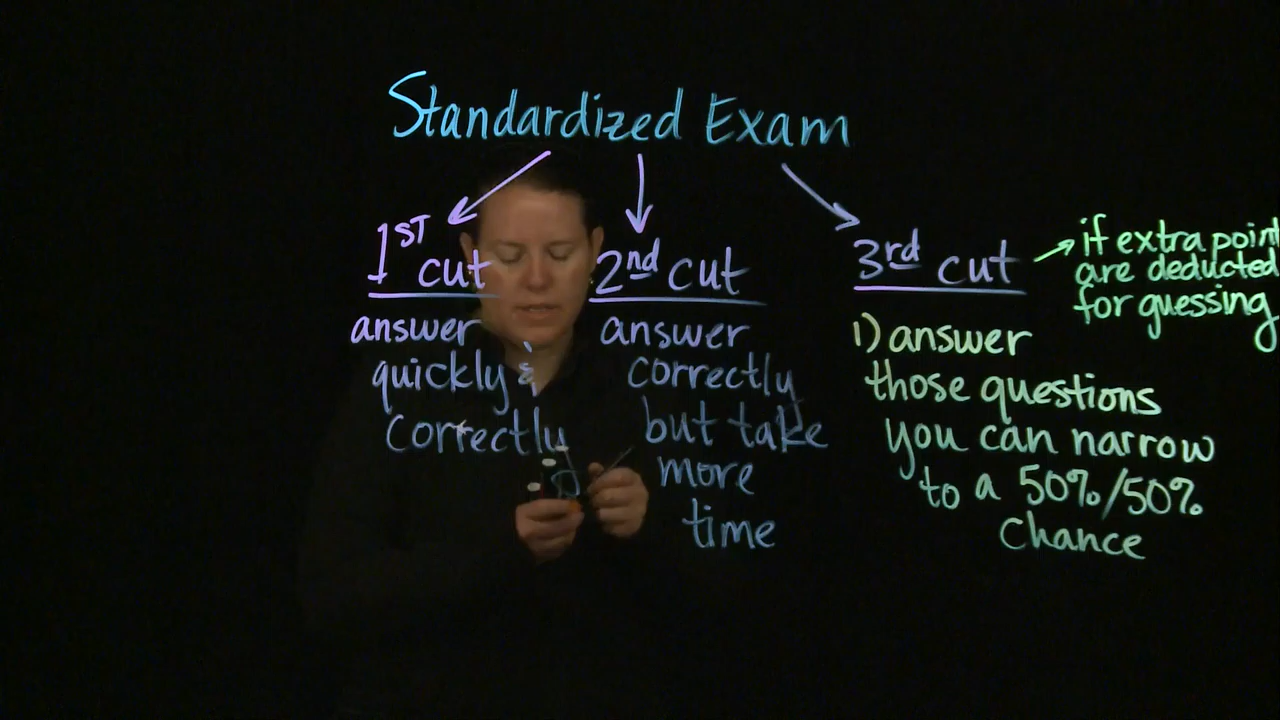 Standardized Exam
1ST
cut
answer
quickly &
correctly
2nd cut
answer
correctly
but take
more
time
3rd cut
1) answer
those questions
you can narrow
to a 50%/50%
Chance
if extra point
are deducted
for guessing